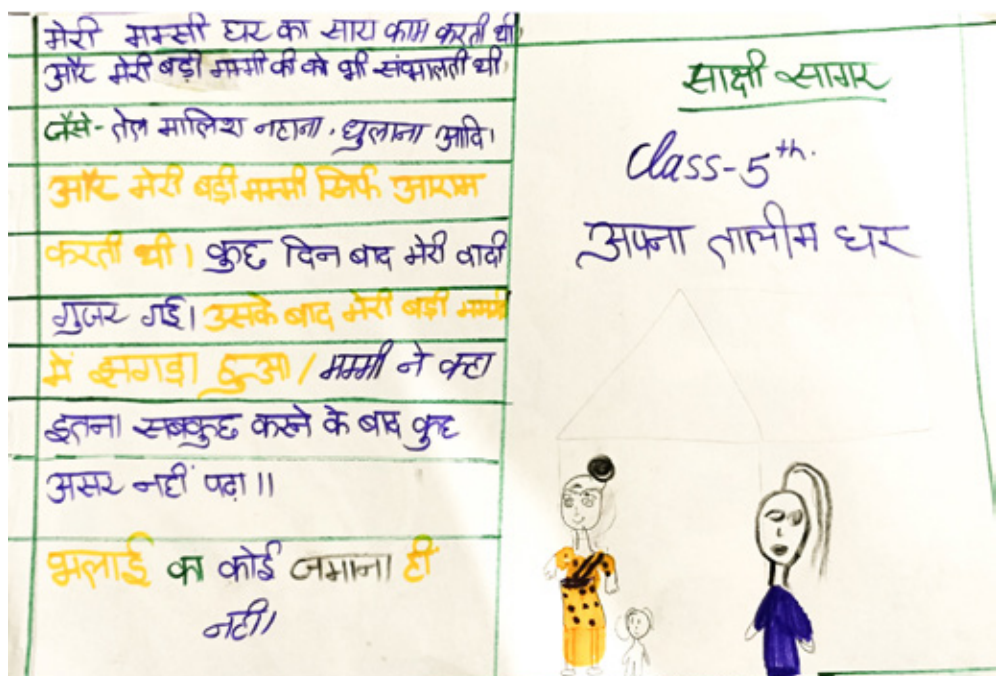 मेरी मम्मी घर का सारा काम करती थी
और मेरी बड़ी मम्मी की को भी संभालती थी
जैसे- तेल मालिश नहाना, धुलाना आदि।
और मेरी बड़ी मम्मी सिर्फ आराम
करती थी। कुछ दिन बाद मेरी दादी
गुजर गई। उसके बाद मेरी बड़ी मम्मी
में झगड़ा हुआ/मम्मी ने कहा
इतना सबकुछ करने के बाद कुछ
असर नहीं पढ़ा।।
भलाई का कोई जमाना ही
नही।
साक्षी सागर
Class-5th.
अपना तालीम घर